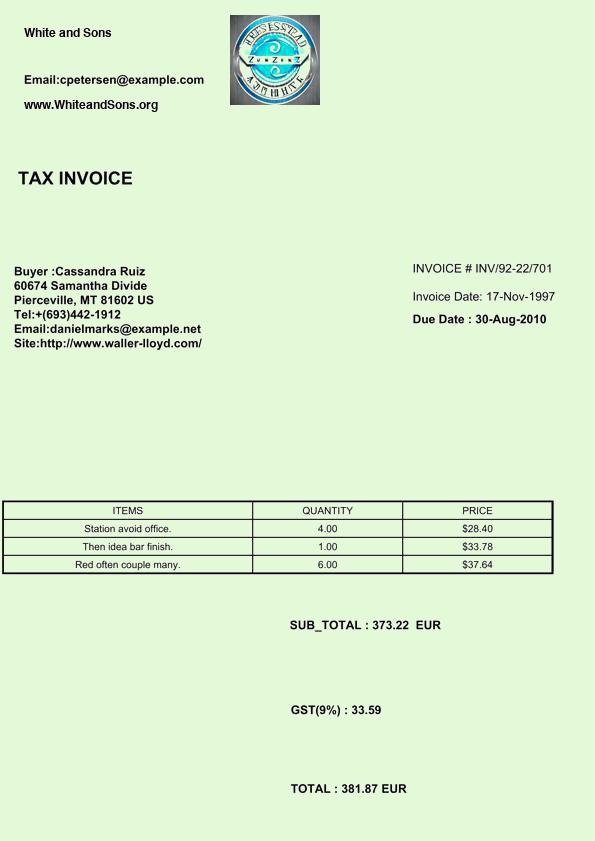 White and Sons
Email:cpetersen@example.com
www.WhiteandSons.org
ZUNZENZ
TAX INVOICE
Buyer :Cassandra Ruiz
60674 Samantha Divide
Pierceville, MT 81602 US
Tel:+(693)442-1912
Email:danielmarks@example.net
Site:http://www.waller-lloyd.com/
INVOICE # INV/92-22/701
Invoice Date: 17-Nov-1997
Due Date : 30-Aug-2010
ITEMS QUANTITY PRICE
Station avoid office. 4.00 $28.40
Then idea bar finish. 1.00 $33.78
Red often couple many. 6.00 $37.64
SUB_TOTAL : 373.22 EUR
GST(9%) : 33.59
TOTAL : 381.87 EUR